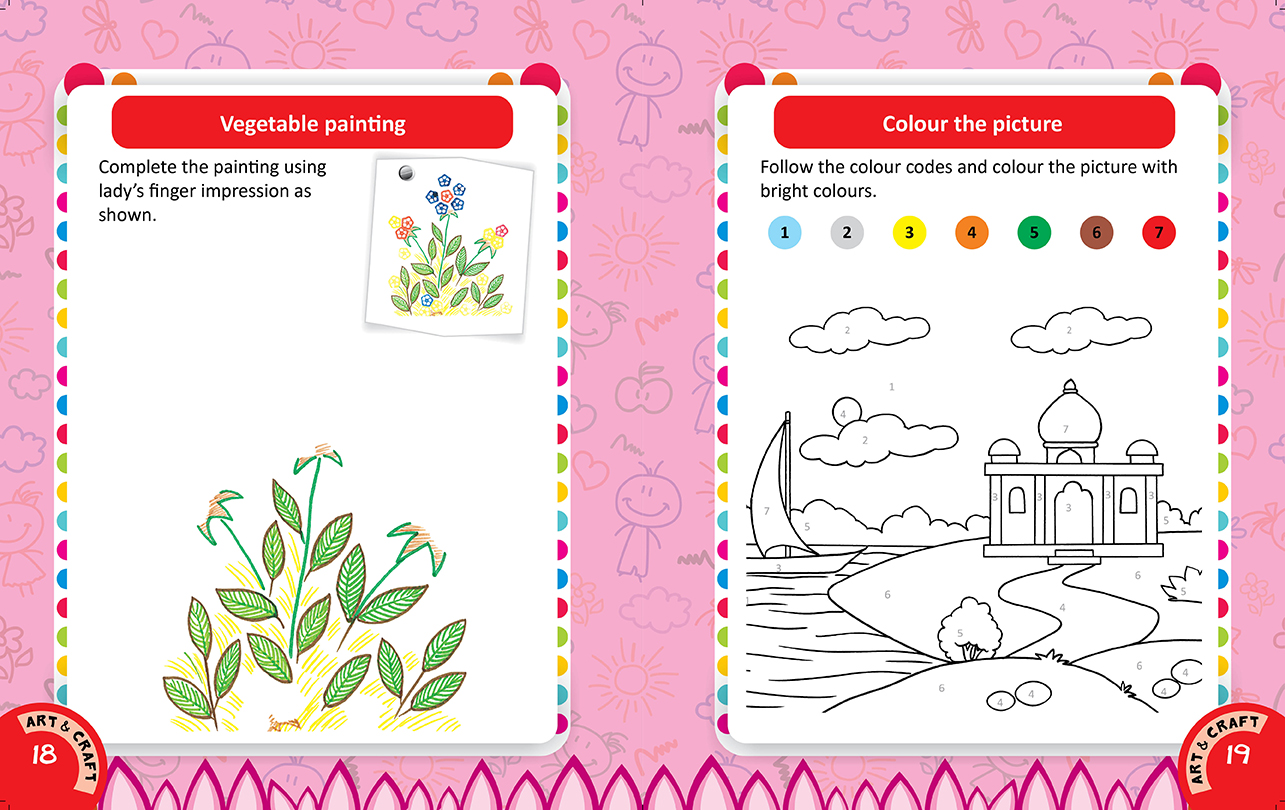 Vegetable painting
Complete the painting using
lady's finger impression as
shown.
ART & CRAFT
18
Colour the picture
Follow the colour codes and colour the picture with
bright colours.
1 2 3 4 5 6 7
2 2
1
4
2
7
3 3 3 3 3
7
5
5
3
6
6
5
1
4
5
6
4
6
4
4
4
ART & CRAFT
19